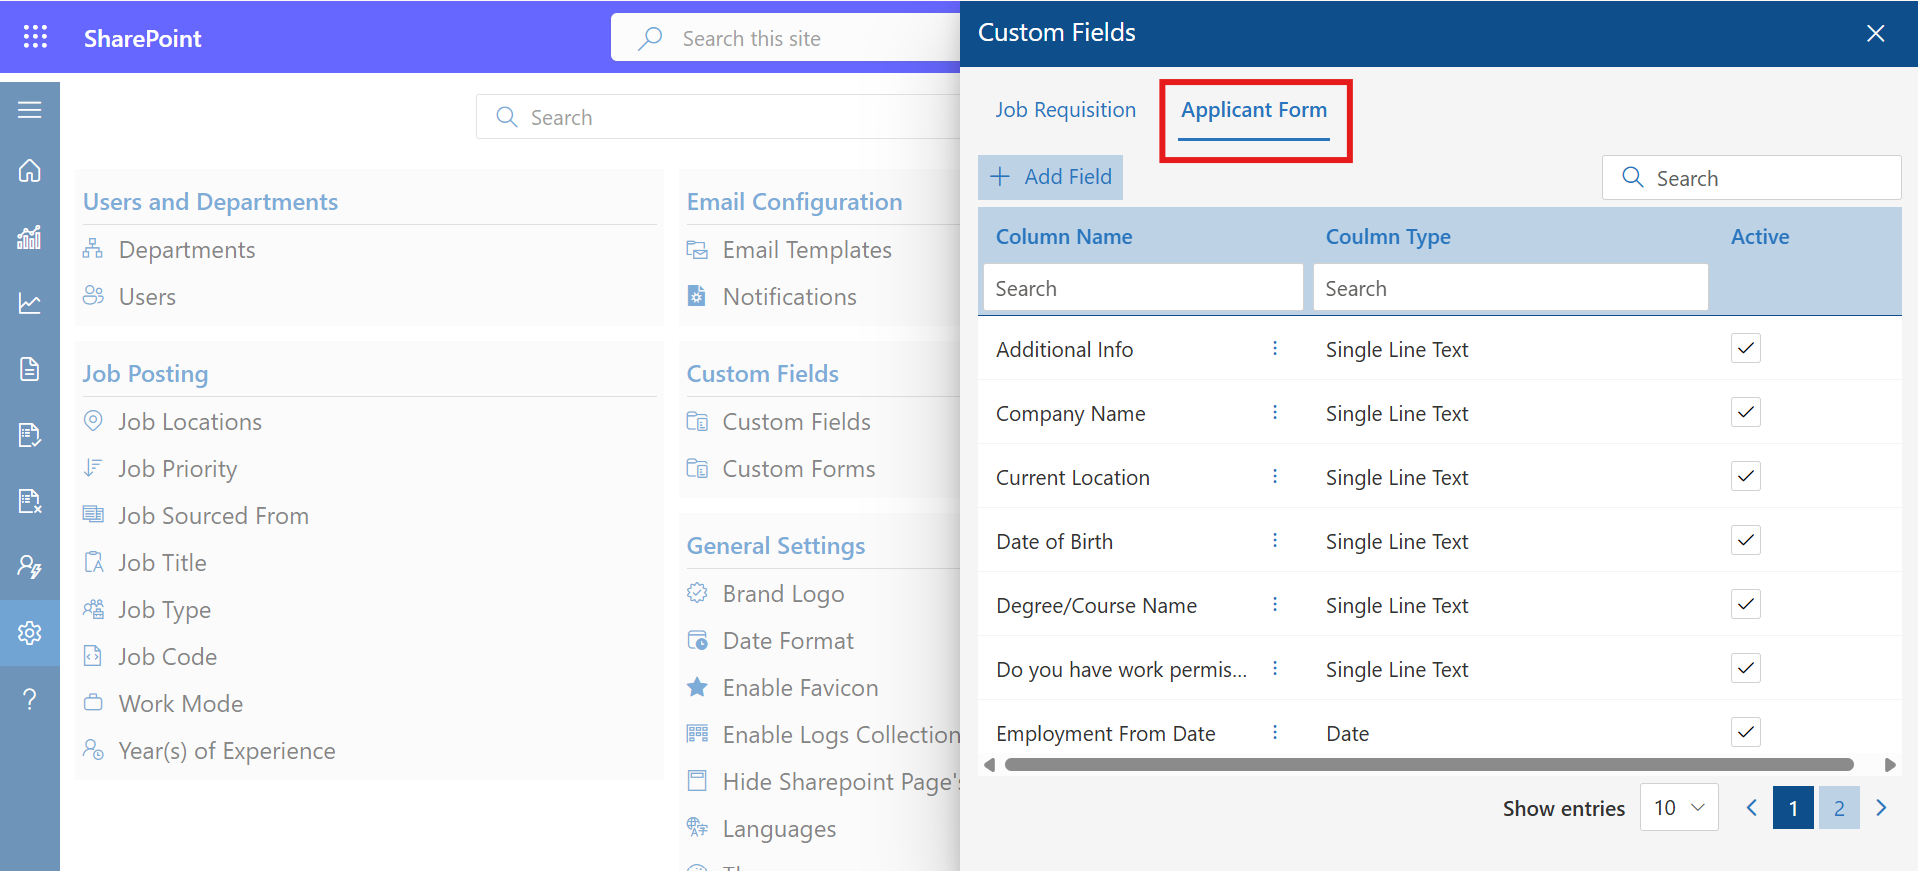 SharePoint
Search this site
Search
Users and Departments
Departments
Users
Job Posting
Job Locations
Job Priority
Job Sourced From
Job Title
Job Type
Job Code
Work Mode
Year(s) of Experience
Email Configuration
Email Templates
Notifications
Custom Fields
Custom Fields
Custom Forms
General Settings
Brand Logo
Date Format
Enable Favicon
Enable Logs Collection
Hide Sharepoint Page's
Languages
Custom Fields
Job Requisition
Applicant Form
Add Field
Search
Column Name Coulmn Type Active
Search Search
Additional Info Single Line Text
Company Name Single Line Text
Current Location Single Line Text
Date of Birth Single Line Text
Degree/Course Name Single Line Text
Do you have work permis... Single Line Text
Employment From Date Date
Show entries 10 1 2